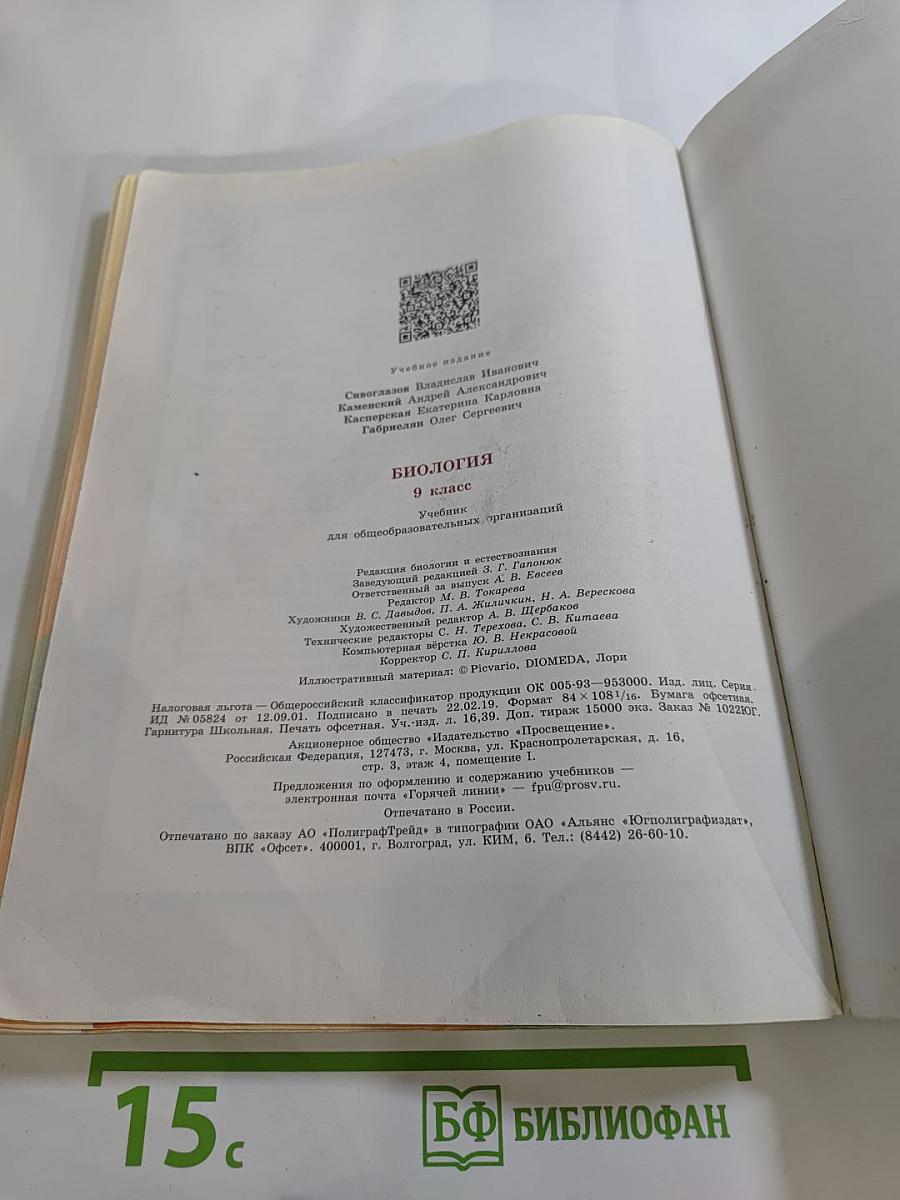 Учебное издание
Сивоглазов Владислав Иванович
Каменский Андрей Александрович
Касперская Екатерина Карловна
Габриелян Олег Сергеевич
БИОЛОГИЯ
9 класс
Учебник
для общеобразовательных организаций
Редакция биологии и естествознания
Заведующий редакцией З. Г. Гапонюк
Ответственный за выпуск А. В. Евсеев
Редактор М. В. Токарева
Художники В. С. Давыдов, П. А. Жиличкин, Н. А. Верескова
Художественный редактор А. В. Щербаков
Технические редакторы С. Н. Терехова, С. В. Китаева
Компьютерная вёрстка Ю. В. Некрасовой
Корректор С. П. Кириллова
Иллюстративный материал: © Picvario, DIOMEDA, Лори
Налоговая льгота — Общероссийский классификатор продукции ОК 005-93—953000. Изд. лиц. Серия
ИД № 05824 от 12.09.01. Подписано в печать 22.02.19. Формат 84 × 108 1/16. Бумага офсетная.
Гарнитура Школьная. Печать офсетная. Уч.-изд. л. 16,39. Доп. тираж 15000 экз. Заказ № 1022ЮГ.
Акционерное общество «Издательство «Просвещение».
Российская Федерация, 127473, г. Москва, ул. Краснопролетарская, д. 16,
стр. 3, этаж 4, помещение I.
Предложения по оформлению и содержанию учебников —
электронная почта «Горячей линии» — fpu@prosv.ru.
Отпечатано в России.
Отпечатано по заказу АО «ПолиграфТрейд» в типографии ОАО «Альянс «Югполиграфиздат»,
ВПК «Офсет». 400001, г. Волгоград, ул. КИМ, 6. Тел.: (8442) 26-60-10.
15 с
БФ БИБЛИОФАН